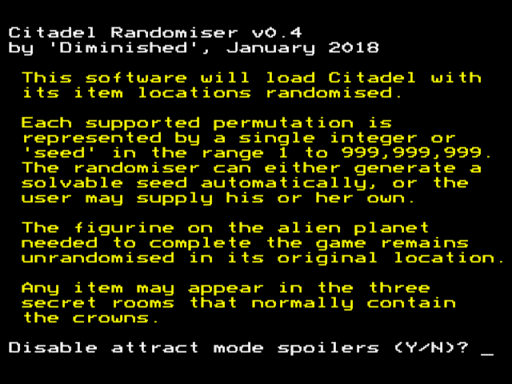 Citadel Randomiser v0.4
by 'Diminished', January 2018
This software will load Citadel with
its item locations randomised.
Each supported permutation is
represented by a single integer or
'seed' in the range 1 to 999,999,999.
The randomiser can either generate a
solvable seed automatically, or the
user may supply his or her own.
The figurine on the alien planet
needed to complete the game remains
unrandomised in its original location.
Any item may appear in the three
secret rooms that normally contain
the crowns.
Disable attract mode spoilers (Y/N)? _